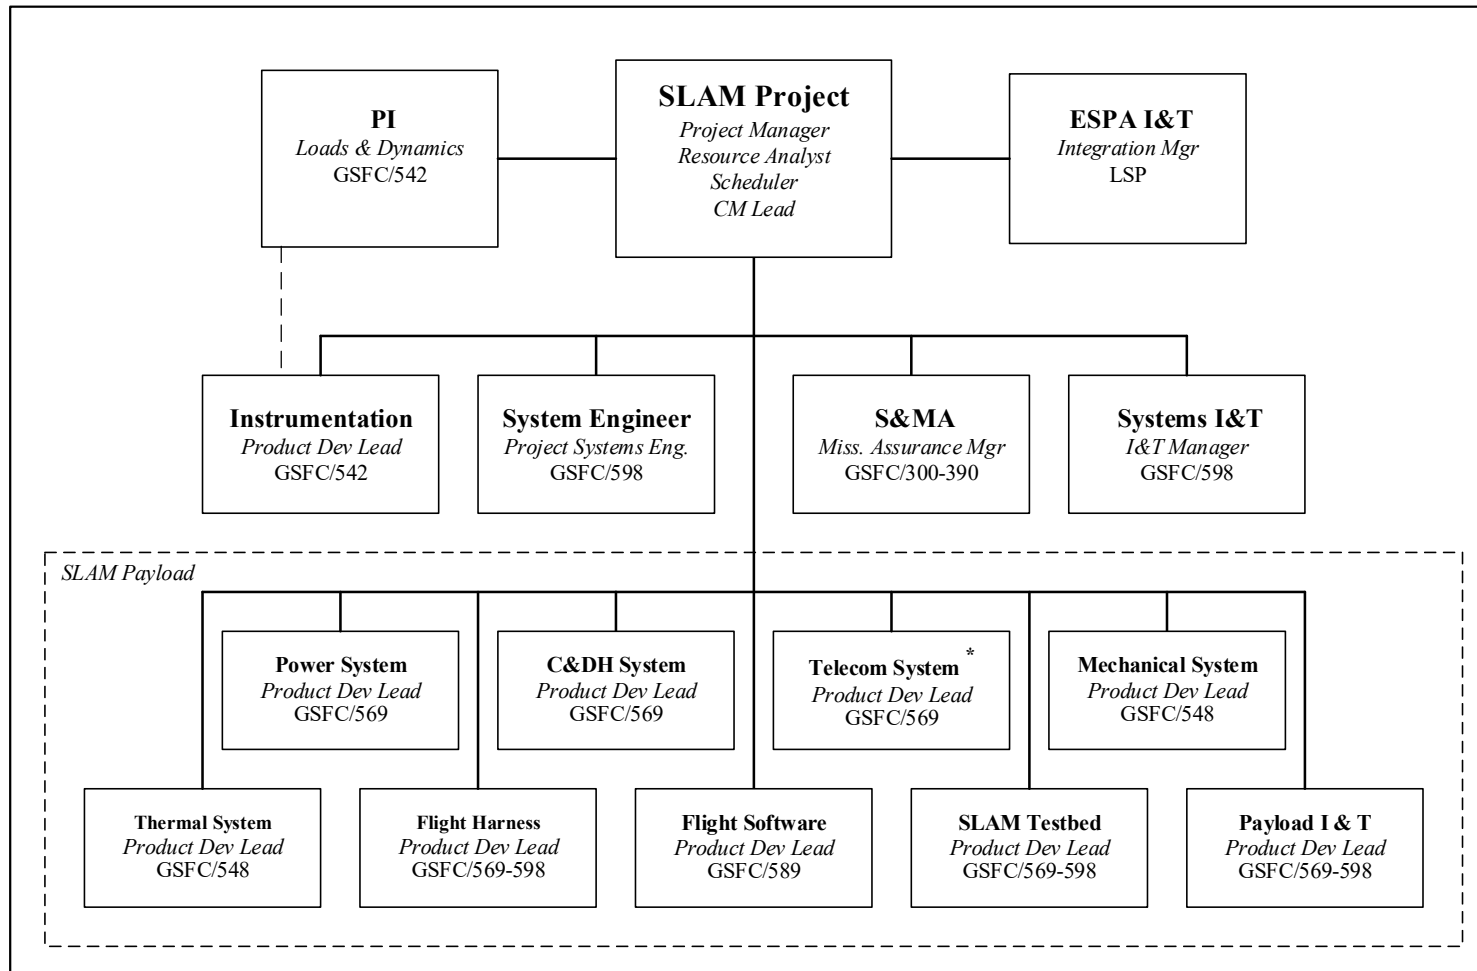 PI
Loads & Dynamics
GSFC/542
SLAM Project
Project Manager
Resource Analyst
Scheduler
CM Lead
ESPA I&T
Integration Mgr
LSP
Instrumentation
Product Dev Lead
GSFC/542
System Engineer
Project Systems Eng.
GSFC/598
S&MA
Miss. Assurance Mgr
GSFC/300-390
Systems I&T
I&T Manager
GSFC/598
SLAM Payload
Power System
Product Dev Lead
GSFC/569
C&DH System
Product Dev Lead
GSFC/569
Telecom System *
Product Dev Lead
GSFC/569
Mechanical System
Product Dev Lead
GSFC/548
Thermal System
Product Dev Lead
GSFC/548
Flight Harness
Product Dev Lead
GSFC/569-598
Flight Software
Product Dev Lead
GSFC/589
SLAM Testbed
Product Dev Lead
GSFC/569-598
Payload I & T
Product Dev Lead
GSFC/569-598